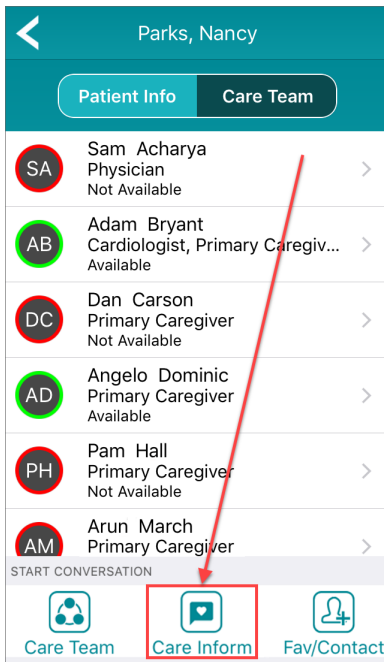 Parks, Nancy
Patient Info
Care Team
SA
Sam Acharya
Physician
Not Available
AB
Adam Bryant
Cardiologist, Primary Caregiv...
Available
DC
Dan Carson
Primary Caregiver
Not Available
AD
Angelo Dominic
Primary Caregiver
Available
PH
Pam Hall
Primary Caregiver
Not Available
AM
Arun March
Primary Caregiver
START CONVERSATION
Care Team
Care Inform
Fav/Contact